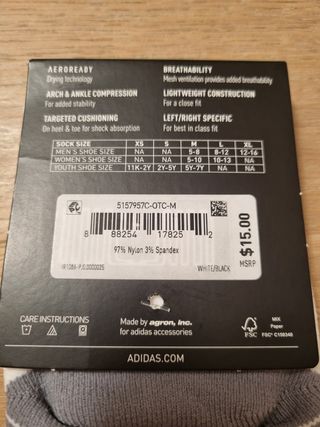 AEROREADY
Drying technology
BREATHABILITY
Mesh ventilation provides added breathability
ARCH & ANKLE COMPRESSION
For added stability
LIGHTWEIGHT CONSTRUCTION
For a close fit
TARGETED CUSHIONING
On heel & toe for shock absorption
LEFT/RIGHT SPECIFIC
For best in class fit
SOCK SIZE XS S M L XL
MEN'S SHOE SIZE NA NA 5-8 8-12 12-16
WOMEN'S SHOE SIZE NA NA 5-10 10-13 NA
YOUTH SHOE SIZE 11K-2Y 2Y-5Y 5Y-7Y NA NA
5157957C-OTC-M
8 88254 17825 2
97% Nylon 3% Spandex
WHITE/BLACK
$15.00
MSRP
CARE INSTRUCTIONS
Made by agron, inc.
for adidas accessories
FSC
MIX
Paper
FSC® C108348
ADIDAS.COM